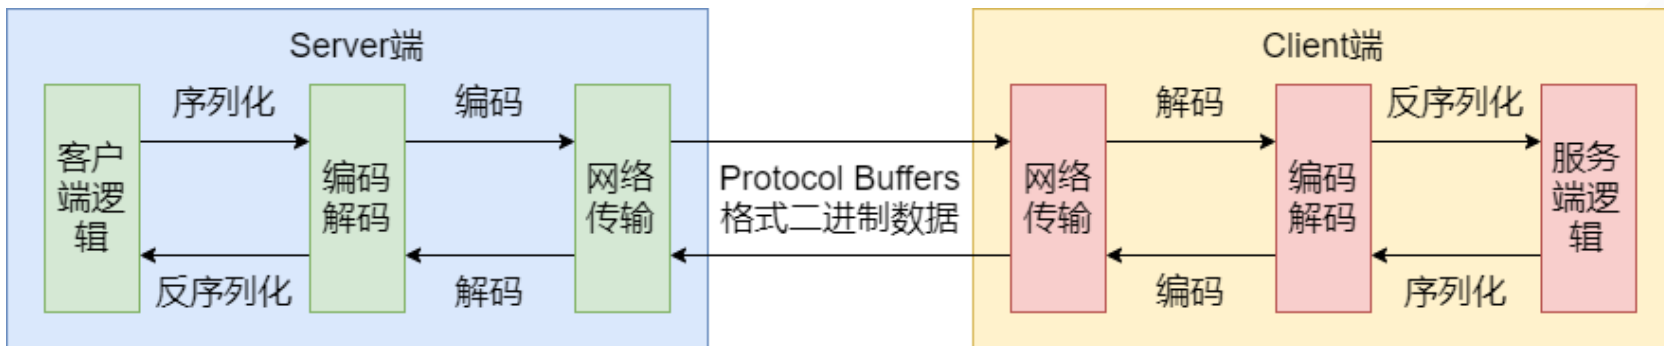 Server端
Client端
序列化
编码
解码
反序列化
客户
端逻
辑
编码
解码
网络
传输
Protocol Buffers
格式二进制数据
网络
传输
编码
解码
服务
端逻
辑
反序列化
解码
编码
序列化